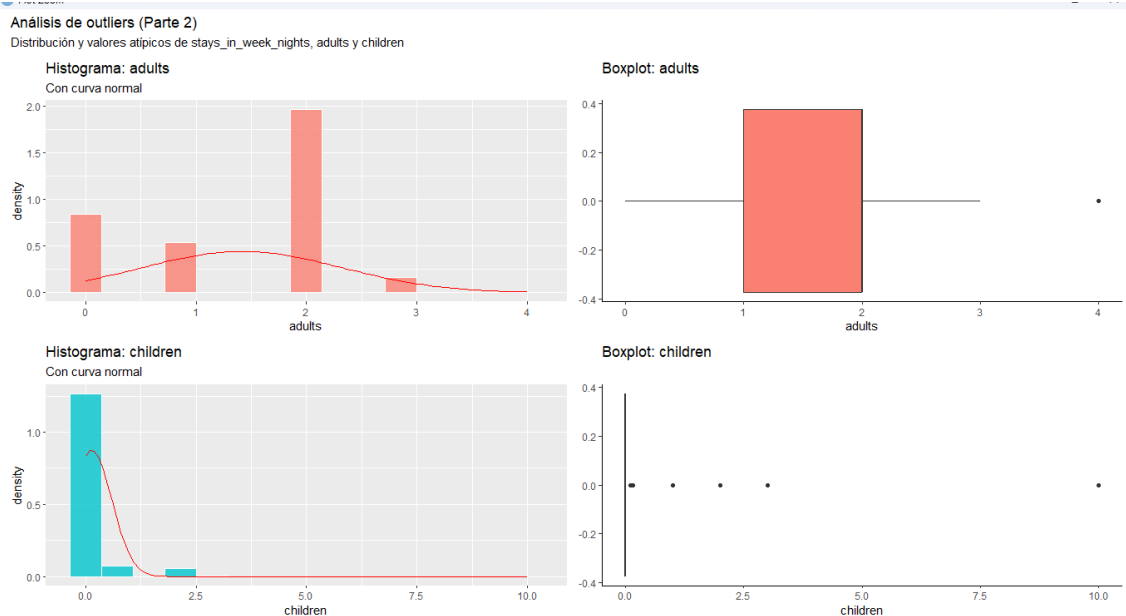 Análisis de outliers (Parte 2)
Distribución y valores atípicos de stays_in_week_nights, adults y children
Histograma: adults
Con curva normal
2.0
1.5
1.0
0.5
0.0
density
0 1 2 3 4
adults
Boxplot: adults
0.4
0.2
0.0
-0.2
-0.4
0 1 2 3 4
adults
Histograma: children
Con curva normal
1.0
0.5
0.0
density
0.0 2.5 5.0 7.5 10.0
children
Boxplot: children
0.4
0.2
0.0
-0.2
-0.4
0.0 2.5 5.0 7.5 10.0
children